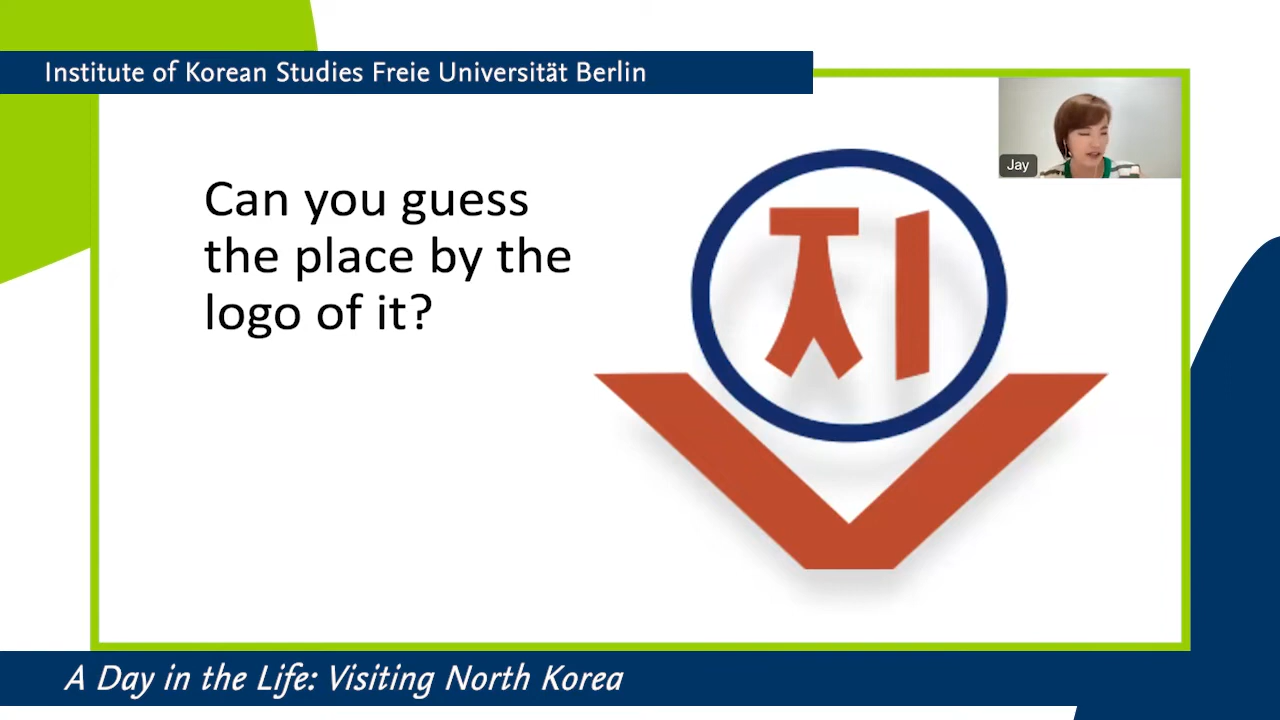 Institute of Korean Studies Freie Universität Berlin
Jay
Can you guess
the place by the
logo of it?
지
A Day in the Life: Visiting North Korea